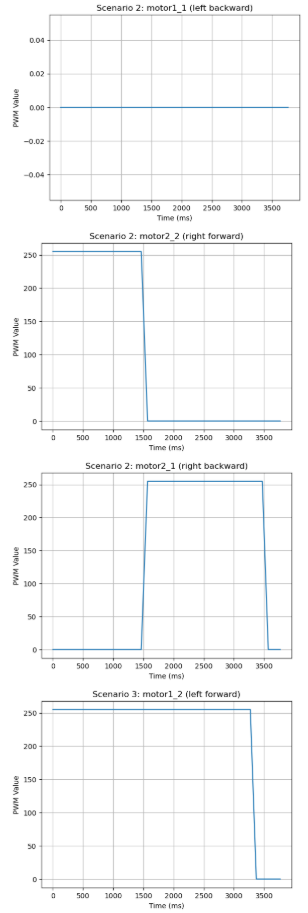 Scenario 2: motor1_1 (left backward)
0.04
0.02
0.00
−0.02
−0.04
PWM Value
0 500 1000 1500 2000 2500 3000 3500
Time (ms)
Scenario 2: motor2_2 (right forward)
250
200
150
100
50
0
PWM Value
0 500 1000 1500 2000 2500 3000 3500
Time (ms)
Scenario 2: motor2_1 (right backward)
250
200
150
100
50
0
PWM Value
0 500 1000 1500 2000 2500 3000 3500
Time (ms)
Scenario 3: motor1_2 (left forward)
250
200
150
100
50
0
PWM Value
0 500 1000 1500 2000 2500 3000 3500
Time (ms)